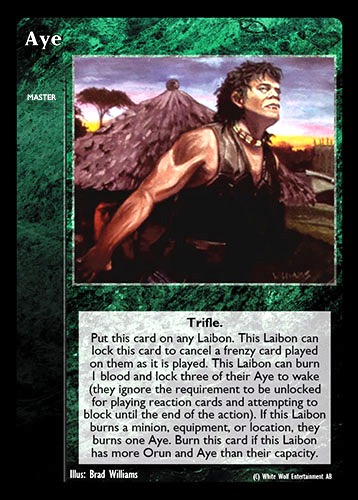 Aye
MASTER
Trifle.
Put this card on any Laibon. This Laibon can
lock this card to cancel a frenzy card played
on them as it is played. This Laibon can burn
1 blood and lock three of their Aye to wake
(they ignore the requirement to be unlocked
for playing reaction cards and attempting to
block until the end of the action). If this Laibon
burns a minion, equipment, or location, they
burns one Aye. Burn this card if this Laibon
has more Orun and Aye than their capacity.
Illus: Brad Williams
(C) White Wolf Entertainment AB